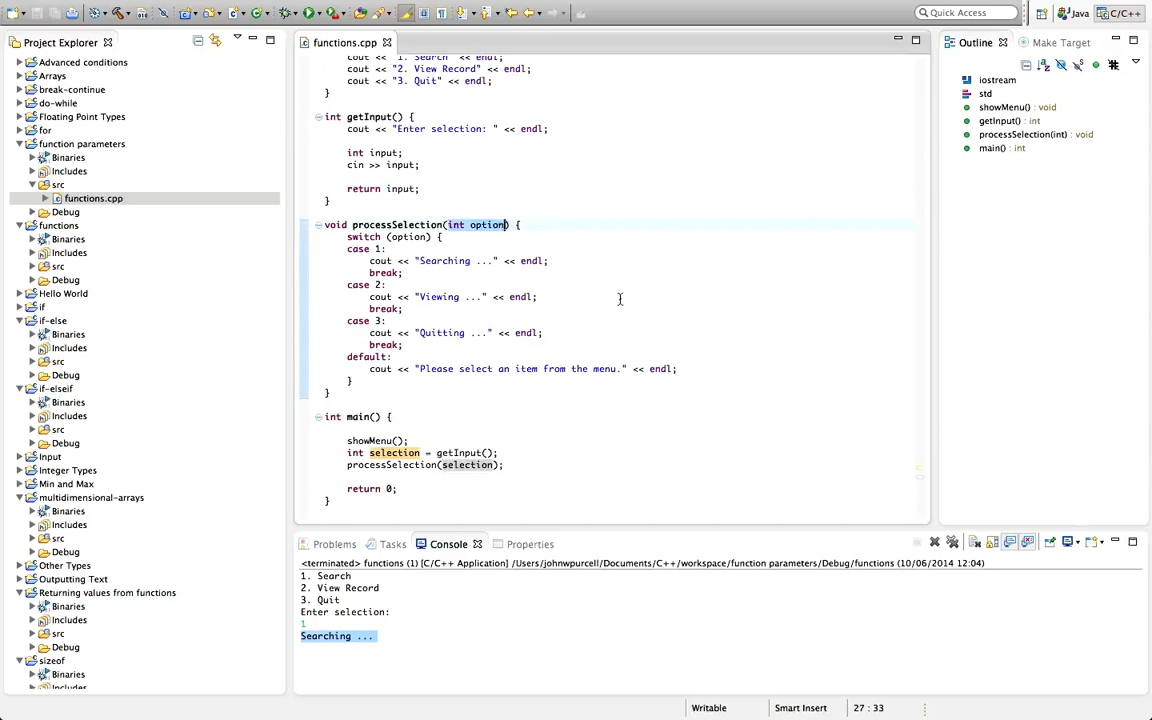 Quick Access
Java
C/C++
Project Explorer
Advanced conditions
Arrays
break-continue
do-while
Floating Point Types
for
function parameters
Binaries
Includes
src
functions.cpp
Debug
functions
Binaries
Includes
src
Debug
Hello World
if
if-else
Binaries
Includes
src
Debug
if-elseif
Binaries
Includes
src
Debug
Input
Integer Types
Min and Max
multidimensional-arrays
Binaries
Includes
src
Debug
Other Types
Outputting Text
Returning values from functions
Binaries
Includes
src
Debug
sizeof
Binaries
Includes
functions.cpp
cout << "1. Search" << endl;
cout << "2. View Record" << endl;
cout << "3. Quit" << endl;
}
int getInput() {
cout << "Enter selection: " << endl;
int input;
cin >> input;
return input;
}
void processSelection(int option) {
switch (option) {
case 1:
cout << "Searching ..." << endl;
break;
case 2:
cout << "Viewing ..." << endl;
break;
case 3:
cout << "Quitting ..." << endl;
break;
default:
cout << "Please select an item from the menu." << endl;
}
}
int main() {
showMenu();
int selection = getInput();
processSelection(selection);
return 0;
}
Outline
Make Target
iostream
std
showMenu() : void
getInput() : int
processSelection(int) : void
main() : int
Problems
Tasks
Console
Properties
<terminated> functions (1) [C/C++ Application] /Users/johnwpurcell/Documents/C++/workspace/function parameters/Debug/functions (10/06/2014 12:04)
1. Search
2. View Record
3. Quit
Enter selection:
1
Searching ...
Writable
Smart Insert
27 : 33